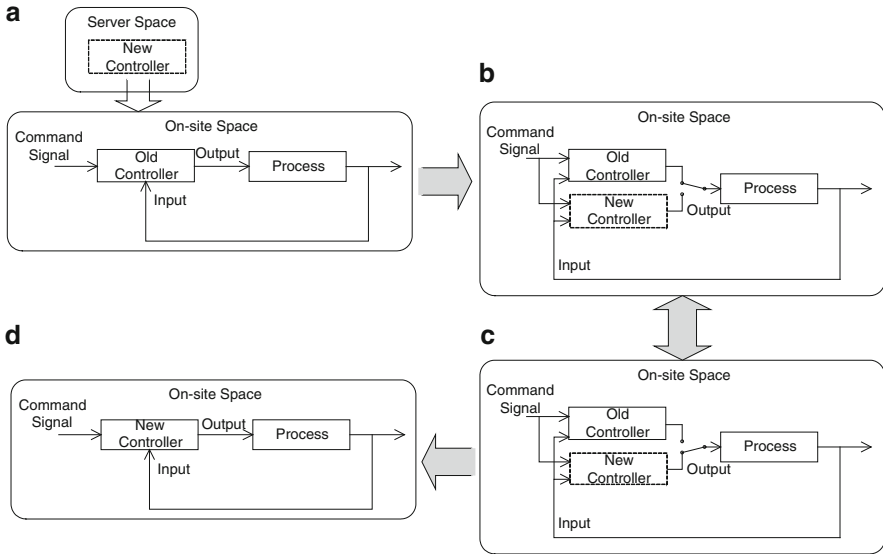 a
Server Space
New
Controller
On-site Space
Command
Signal
Old
Controller
Output
Process
Input
b
On-site Space
Command
Signal
Old
Controller
New
Controller
Output
Process
Input
c
On-site Space
Command
Signal
Old
Controller
New
Controller
Output
Process
Input
d
On-site Space
Command
Signal
New
Controller
Output
Process
Input